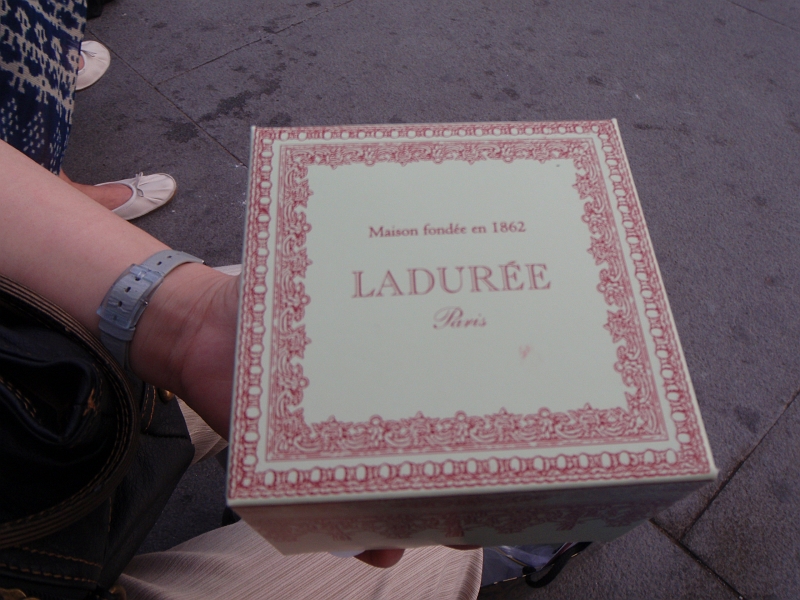 Maison fondée en 1862
LADURÉE
Paris